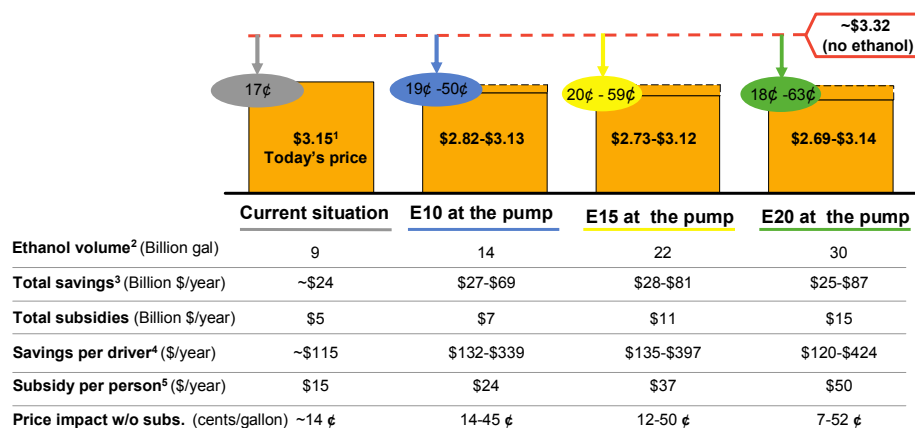 ~$3.32
(no ethanol)
17¢
19¢ -50¢
20¢ - 59¢
18¢ -63¢
$3.15¹
Today's price
$2.82-$3.13
$2.73-$3.12
$2.69-$3.14
Current situation
E10 at the pump
E15 at the pump
E20 at the pump
Ethanol volume² (Billion gal) 9 14 22 30
Total savings³ (Billion $/year) ~$24 $27-$69 $28-$81 $25-$87
Total subsidies (Billion $/year) $5 $7 $11 $15
Savings per driver⁴ ($/year) ~$115 $132-$339 $135-$397 $120-$424
Subsidy per person⁵ ($/year) $15 $24 $37 $50
Price impact w/o subs. (cents/gallon) ~14 ¢ 14-45 ¢ 12-50 ¢ 7-52 ¢